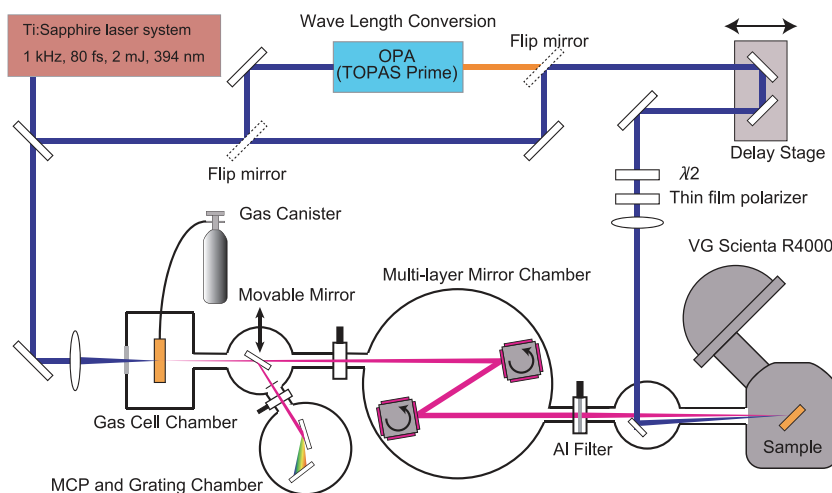 Ti:Sapphire laser system
1 kHz, 80 fs, 2 mJ, 394 nm
Wave Length Conversion
OPA
(TOPAS Prime)
Flip mirror
Flip mirror
Delay Stage
λ/2
Thin film polarizer
Gas Canister
VG Scienta R4000
Multi-layer Mirror Chamber
Movable Mirror
Gas Cell Chamber
Al Filter
Sample
MCP and Grating Chamber